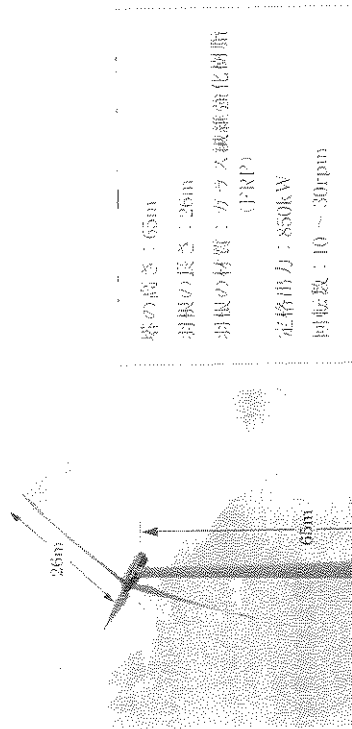 塔の高さ：65m
羽根の長さ：26m
羽根の材質：ガラス繊維強化樹脂
(FRP)
定格出力：850kW
回転数：10～30rpm
26m
65m